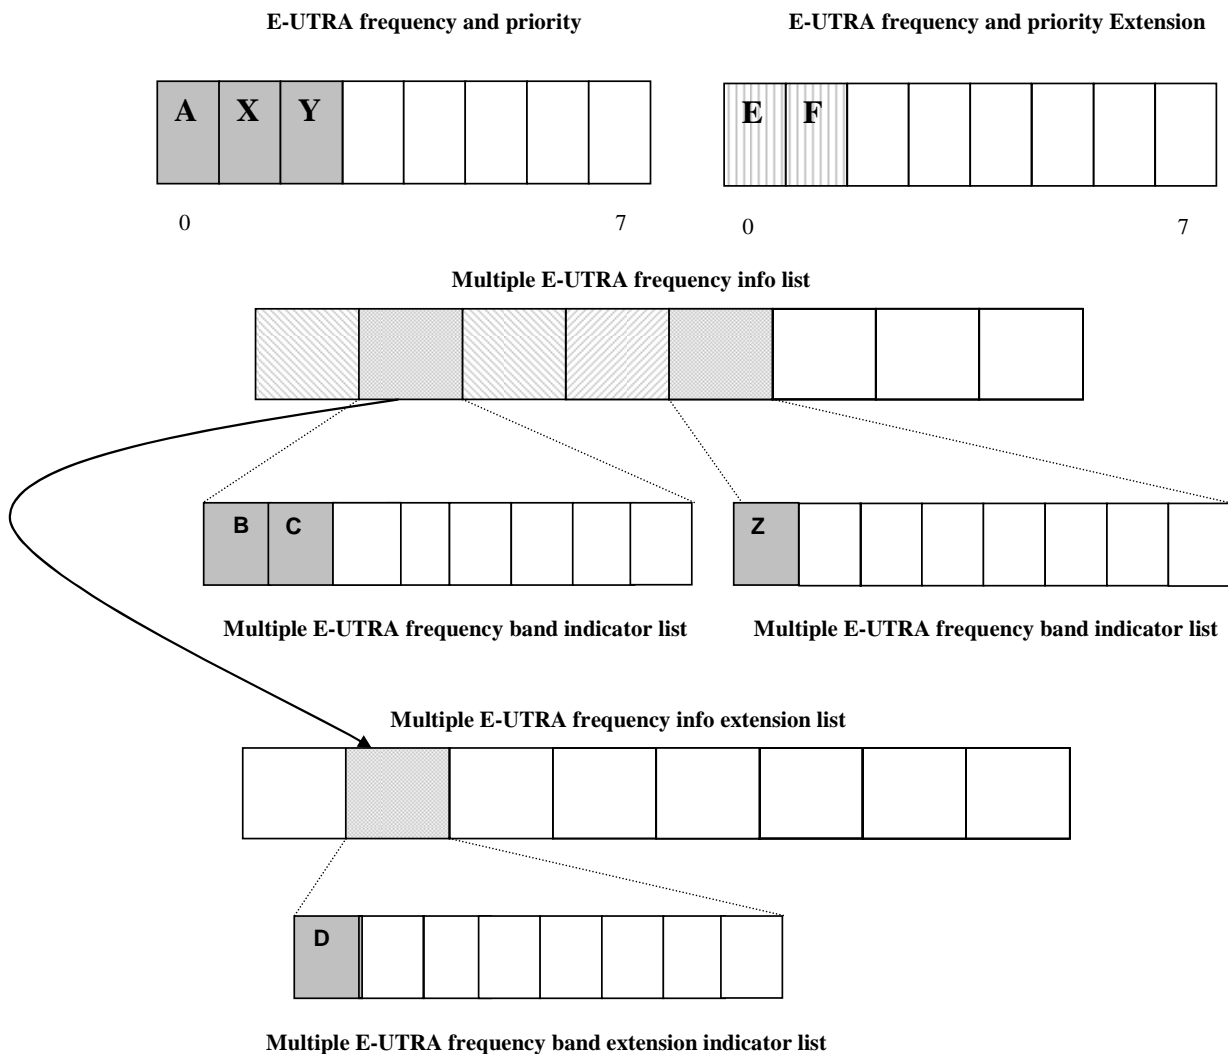 E-UTRA frequency and priority
E-UTRA frequency and priority Extension
A X Y
E F
0 7
0 7
Multiple E-UTRA frequency info list
B C
Z
Multiple E-UTRA frequency band indicator list
Multiple E-UTRA frequency band indicator list
Multiple E-UTRA frequency info extension list
D
Multiple E-UTRA frequency band extension indicator list